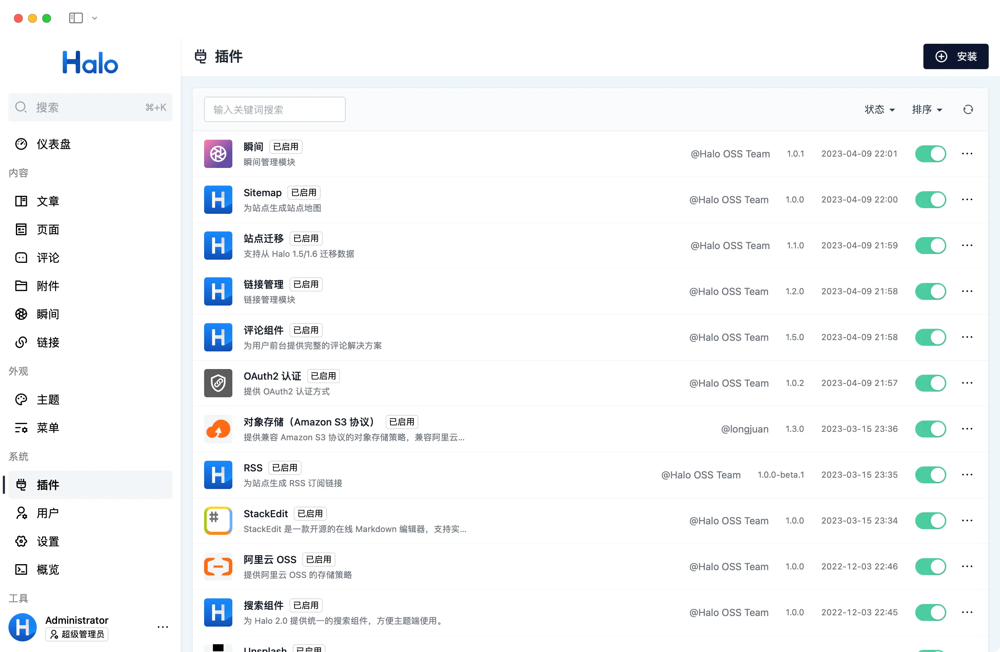 Halo
搜索 ⌘+K
仪表盘
内容
文章
页面
评论
附件
瞬间
链接
外观
主题
菜单
系统
插件
用户
设置
概览
工具
Administrator
超级管理员
插件
安装
输入关键词搜索
状态 排序
瞬间 已启用
瞬间管理模块
@Halo OSS Team 1.0.1 2023-04-09 22:01
Sitemap 已启用
为站点生成站点地图
@Halo OSS Team 1.0.0 2023-04-09 22:00
站点迁移 已启用
支持从 Halo 1.5/1.6 迁移数据
@Halo OSS Team 1.1.0 2023-04-09 21:59
链接管理 已启用
链接管理模块
@Halo OSS Team 1.2.0 2023-04-09 21:58
评论组件 已启用
为用户前台提供完整的评论解决方案
@Halo OSS Team 1.5.0 2023-04-09 21:58
OAuth2 认证 已启用
提供 OAuth2 认证方式
@Halo OSS Team 1.0.2 2023-04-09 21:57
对象存储（Amazon S3 协议） 已启用
提供兼容 Amazon S3 协议的对象存储策略，兼容阿里云...
@longjuan 1.3.0 2023-03-15 23:36
RSS 已启用
为站点生成 RSS 订阅链接
@Halo OSS Team 1.0.0-beta.1 2023-03-15 23:35
StackEdit 已启用
StackEdit 是一款开源的在线 Markdown 编辑器，支持实...
@Halo OSS Team 1.0.0 2023-03-15 23:34
阿里云 OSS 已启用
提供阿里云 OSS 的存储策略
@Halo OSS Team 1.0.0 2022-12-03 22:46
搜索组件 已启用
为 Halo 2.0 提供统一的搜索组件，方便主题端使用。
@Halo OSS Team 1.0.0 2022-12-03 22:45
Unsplash 已启用